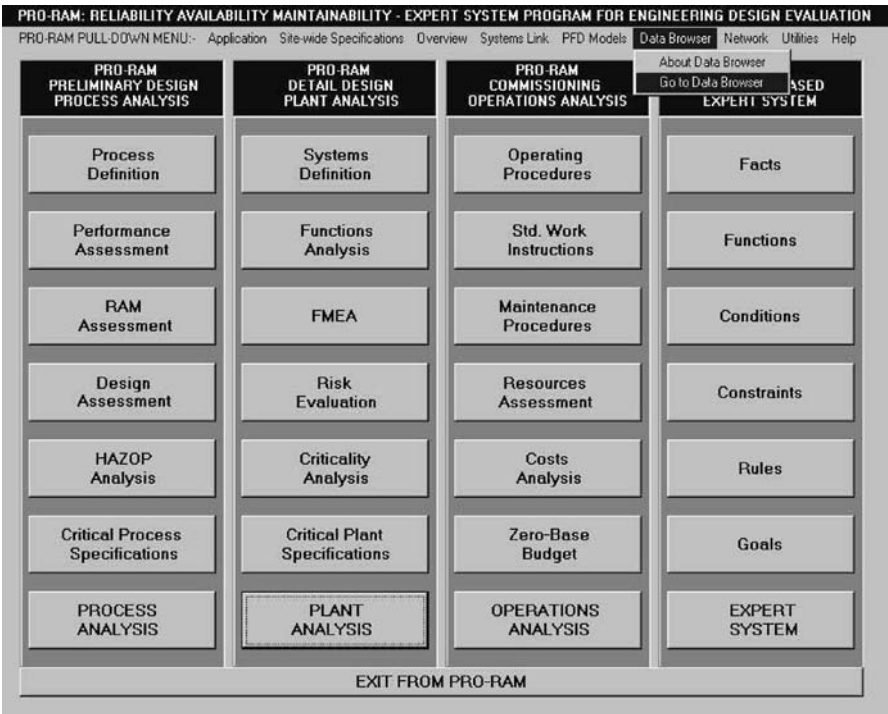 PRO-RAM: RELIABILITY AVAILABILITY MAINTAINABILITY - EXPERT SYSTEM PROGRAM FOR ENGINEERING DESIGN EVALUATION
PRO-RAM PULL-DOWN MENU:- Application Site-wide Specifications Overview Systems Link PFD Models Data Browser Network Utilities Help
About Data Browser
Go to Data Browser
PRO-RAM
PRELIMINARY DESIGN
PROCESS ANALYSIS
PRO-RAM
DETAIL DESIGN
PLANT ANALYSIS
PRO-RAM
COMMISSIONING
OPERATIONS ANALYSIS
EXPERT SYSTEM
Process
Definition
Systems
Definition
Operating
Procedures
Facts
Performance
Assessment
Functions
Analysis
Std. Work
Instructions
Functions
RAM
Assessment
FMEA
Maintenance
Procedures
Conditions
Design
Assessment
Risk
Evaluation
Resources
Assessment
Constraints
HAZOP
Analysis
Criticality
Analysis
Costs
Analysis
Rules
Critical Process
Specifications
Critical Plant
Specifications
Zero-Base
Budget
Goals
PROCESS
ANALYSIS
PLANT
ANALYSIS
OPERATIONS
ANALYSIS
EXPERT
SYSTEM
EXIT FROM PRO-RAM